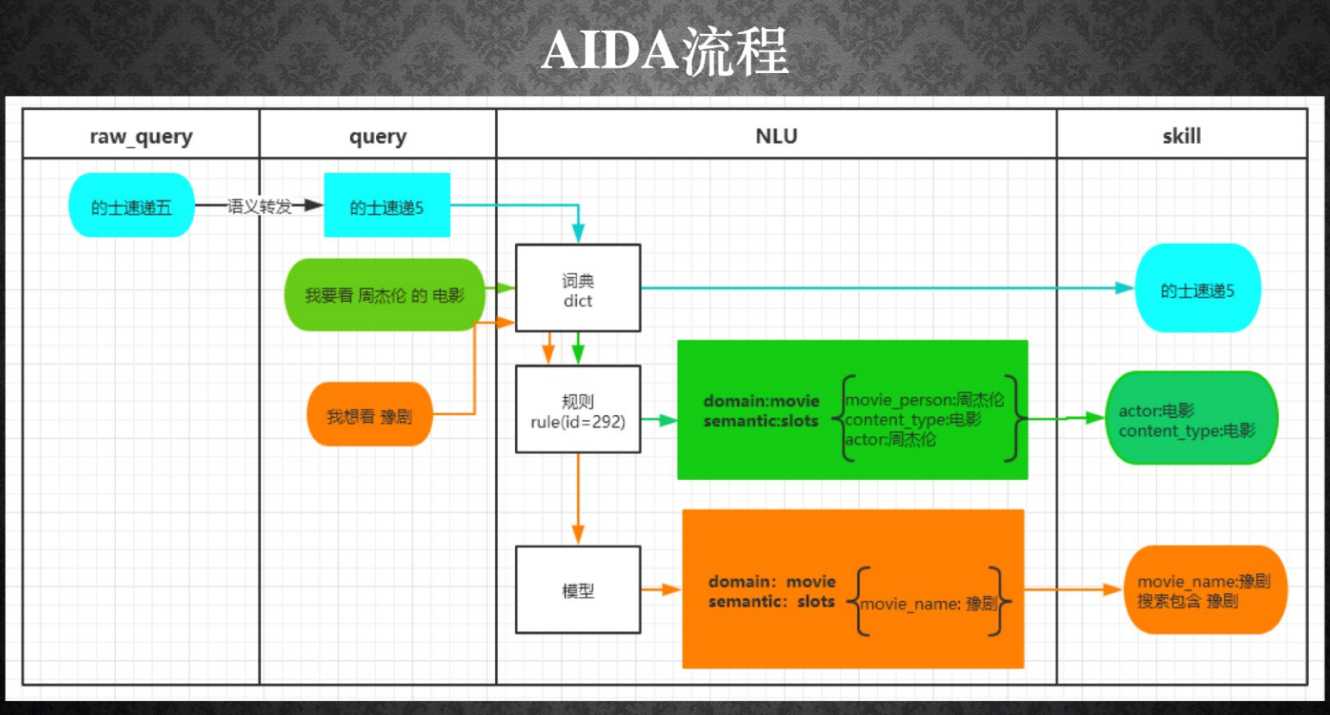 AIDA流程
raw_query
query
NLU
skill
的士速递五
语义转发
的士速递5
词典
dict
的士速递5
我要看 周杰伦 的 电影
我想看 豫剧
规则
rule(id=292)
domain:movie
semantic:slots
movie_person:周杰伦
content_type:电影
actor:周杰伦
actor:电影
content_type:电影
模型
domain: movie
semantic: slots
movie_name: 豫剧
movie_name:豫剧
搜索包含 豫剧